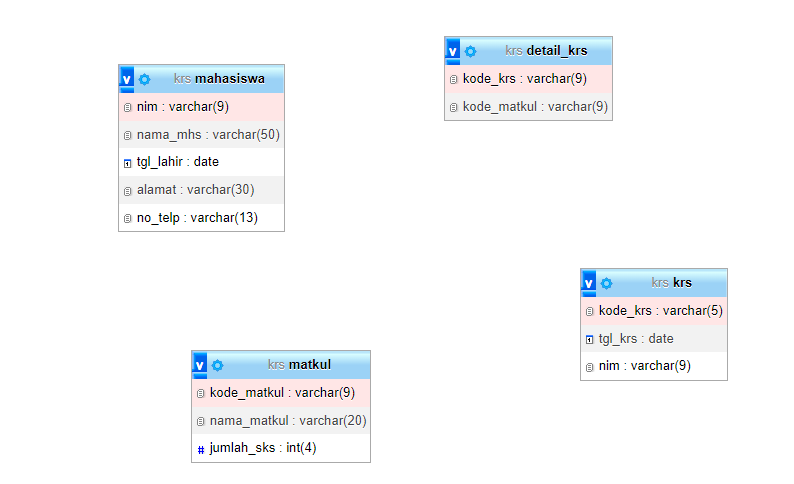 krs mahasiswa
nim : varchar(9)
nama_mhs : varchar(50)
tgl_lahir : date
alamat : varchar(30)
no_telp : varchar(13)
krs detail_krs
kode_krs : varchar(9)
kode_matkul : varchar(9)
krs krs
kode_krs : varchar(5)
tgl_krs : date
nim : varchar(9)
krs matkul
kode_matkul : varchar(9)
nama_matkul : varchar(20)
# jumlah_sks : int(4)